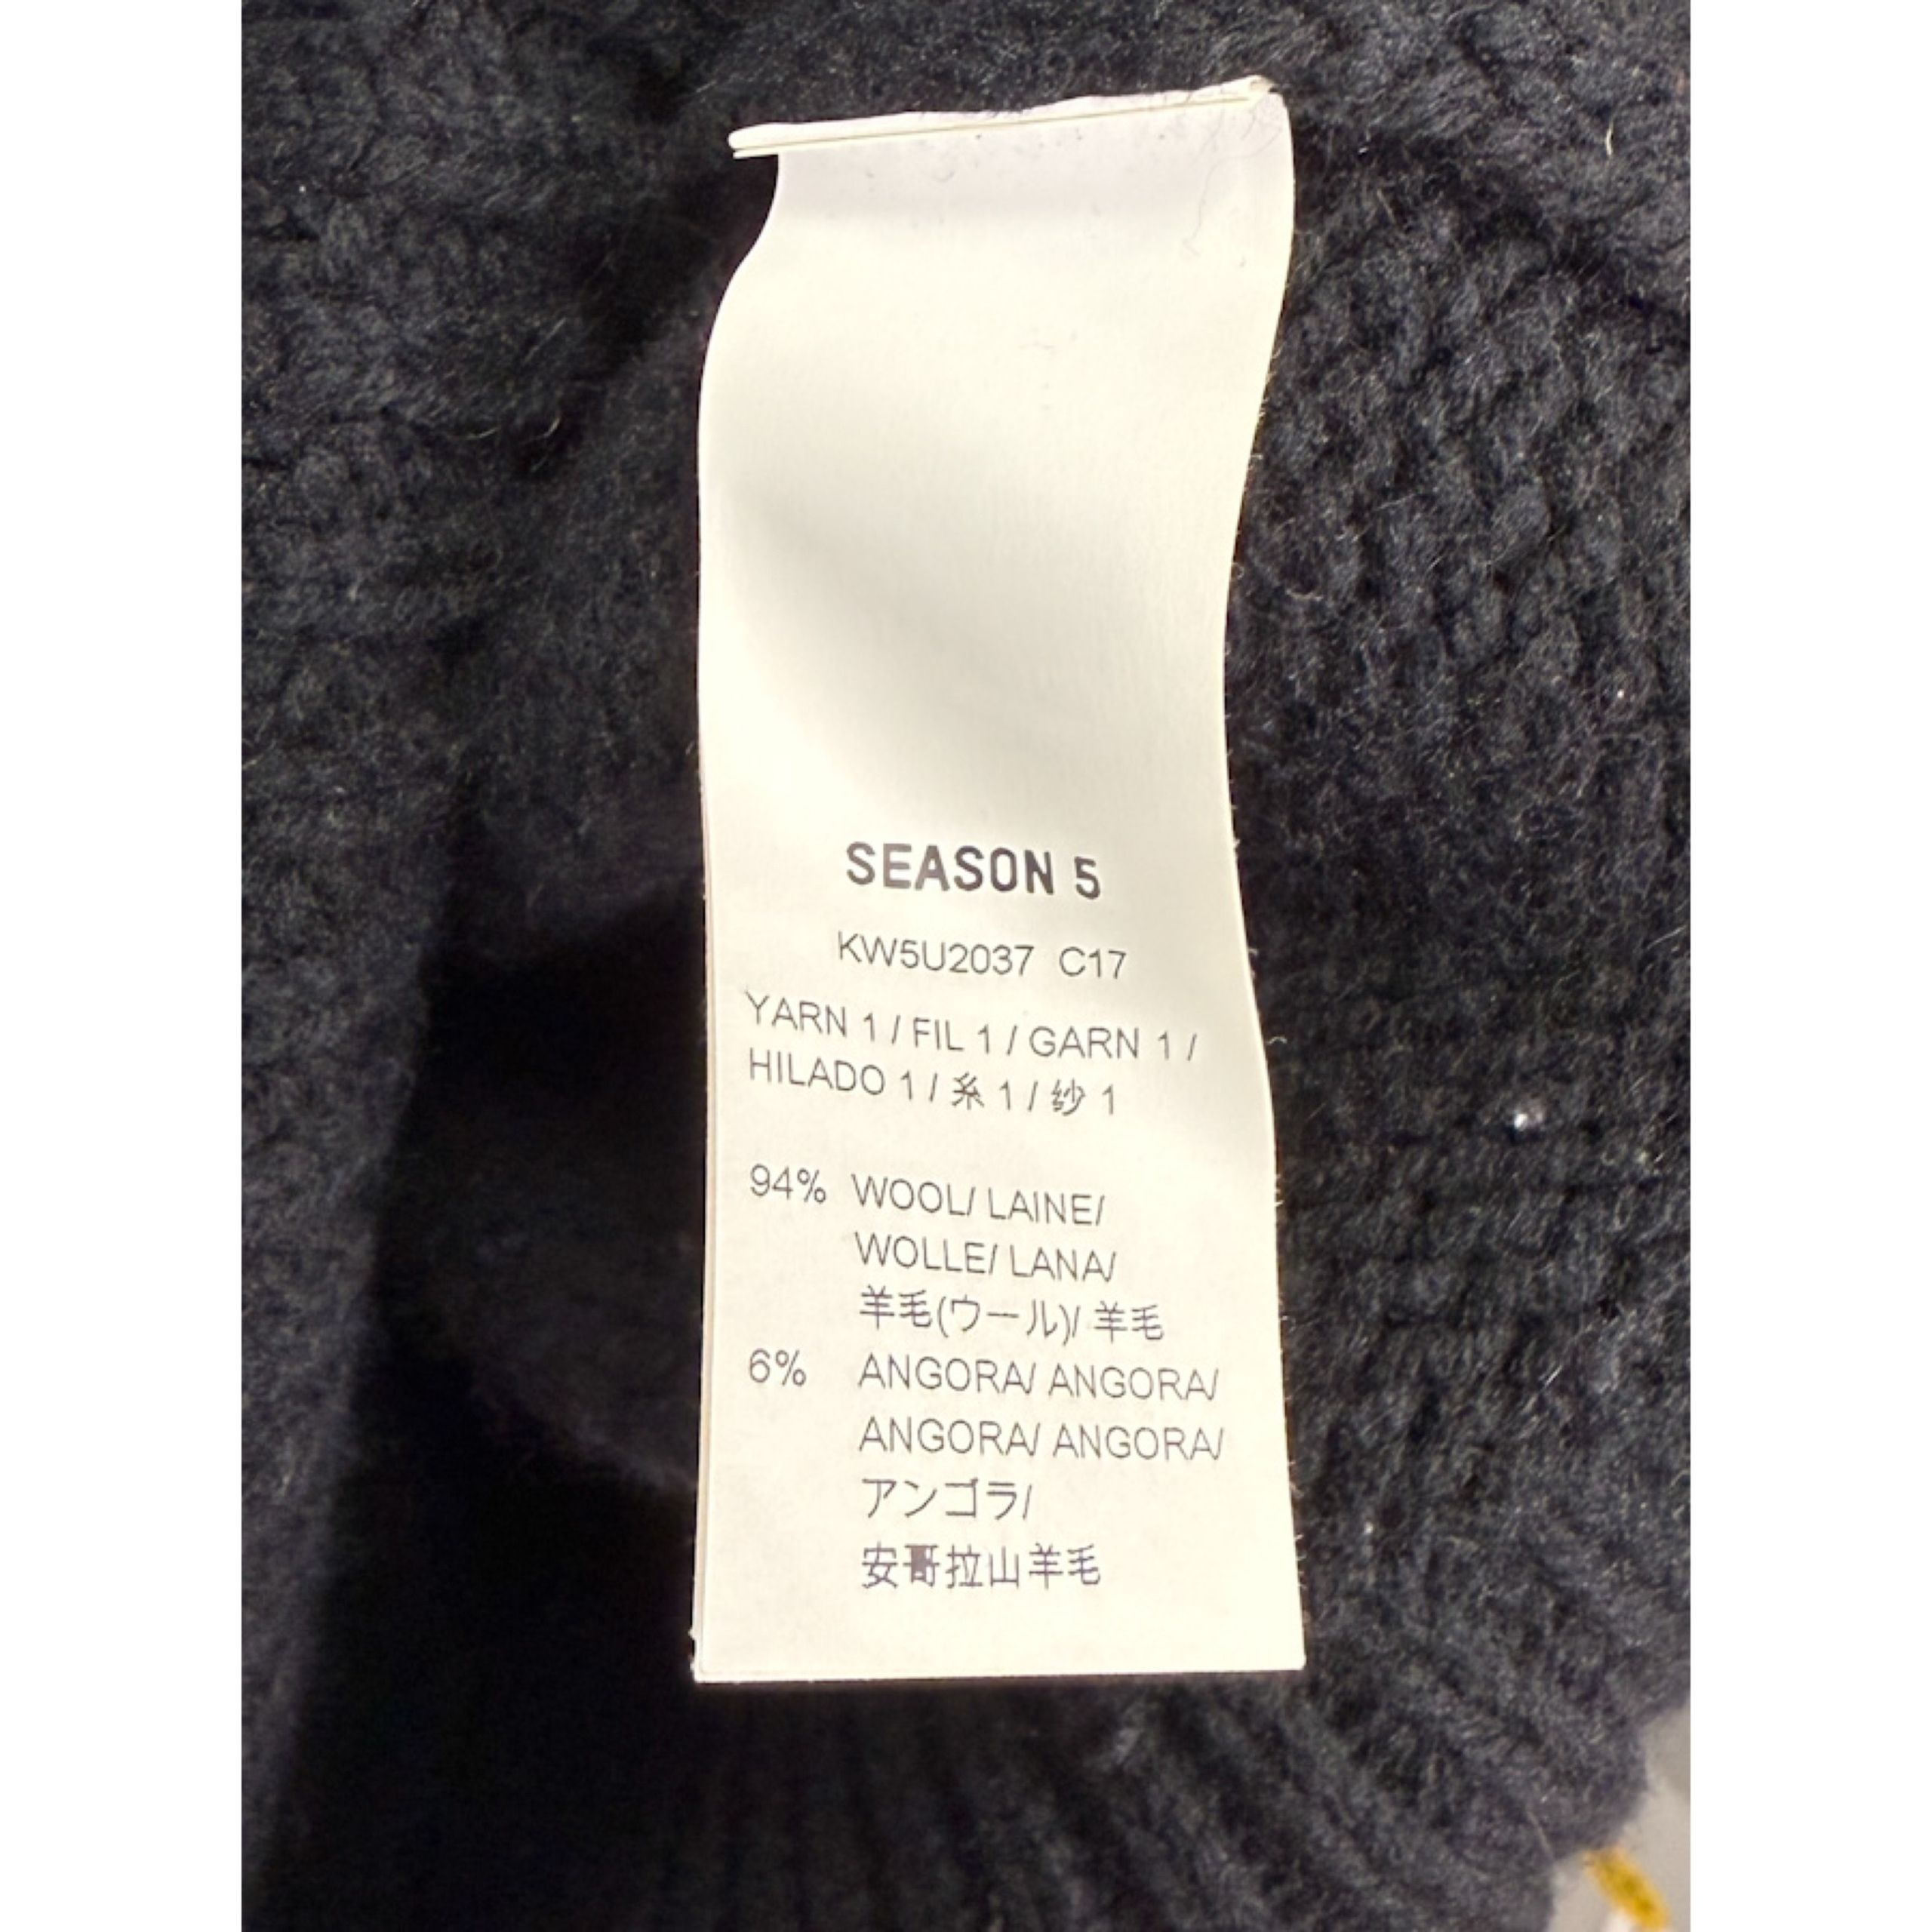 SEASON 5
KW5U2037 C17
YARN 1 / FIL 1 / GARN 1 /
HILADO 1 / 糸 1 / 纱 1
94% WOOL/ LAINE/
WOLLE/ LANA/
羊毛(ウール)/ 羊毛
6% ANGORA/ ANGORA/
ANGORA/ ANGORA/
アンゴラ/
安哥拉山羊毛